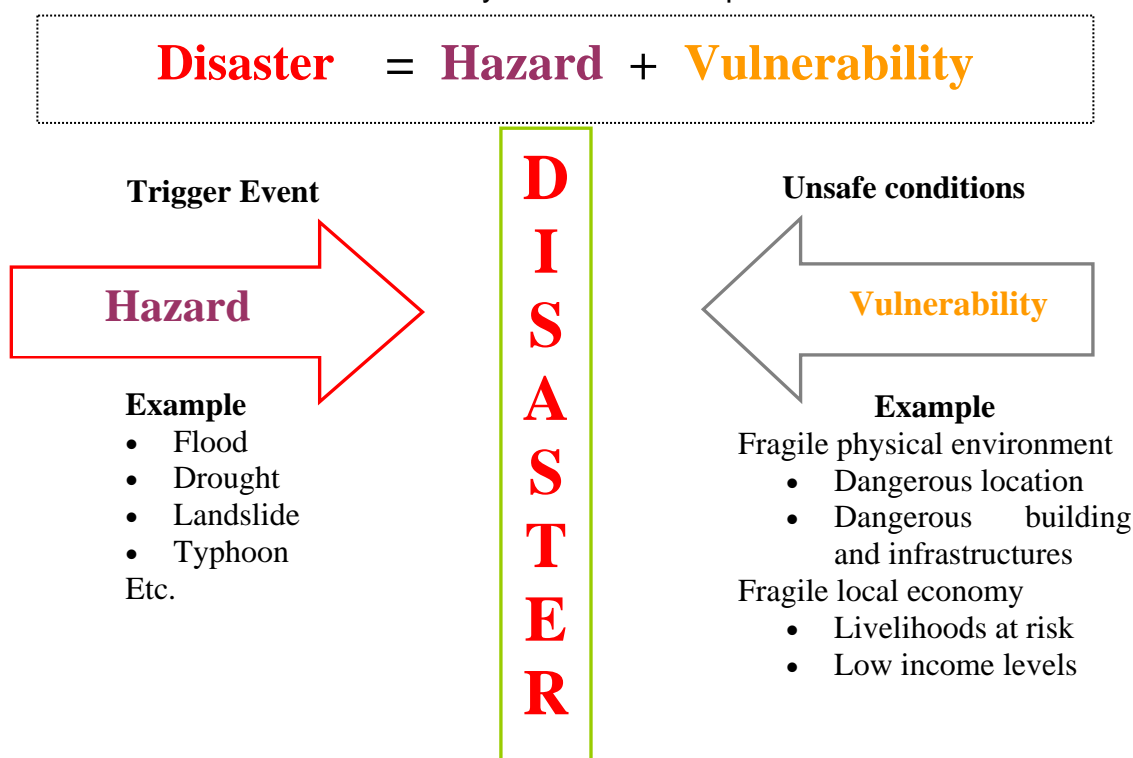 Disaster = Hazard + Vulnerability
D
I
S
A
S
T
E
R
Trigger Event
Hazard
Example
• Flood
• Drought
• Landslide
• Typhoon
Etc.
Unsafe conditions
Vulnerability
Example
Fragile physical environment
• Dangerous location
• Dangerous building
and infrastructures
Fragile local economy
• Livelihoods at risk
• Low income levels